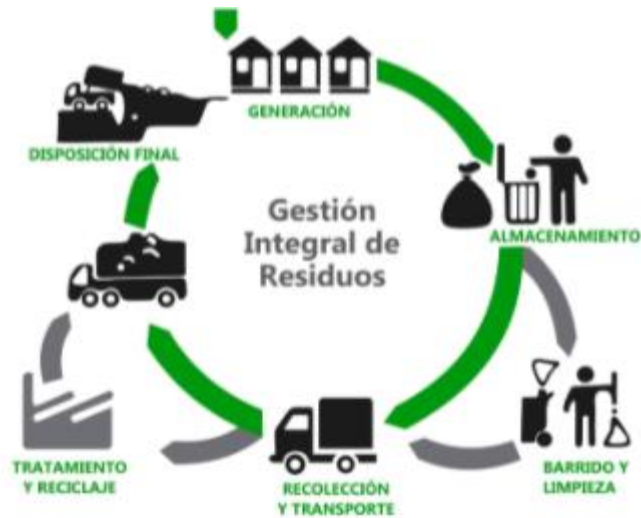 GENERACIÓN
DISPOSICIÓN FINAL
Gestión
Integral de
Residuos
ALMACENAMIENTO
TRATAMIENTO
Y RECICLAJE
RECOLECCIÓN
Y TRANSPORTE
BARRIDO Y
LIMPIEZA